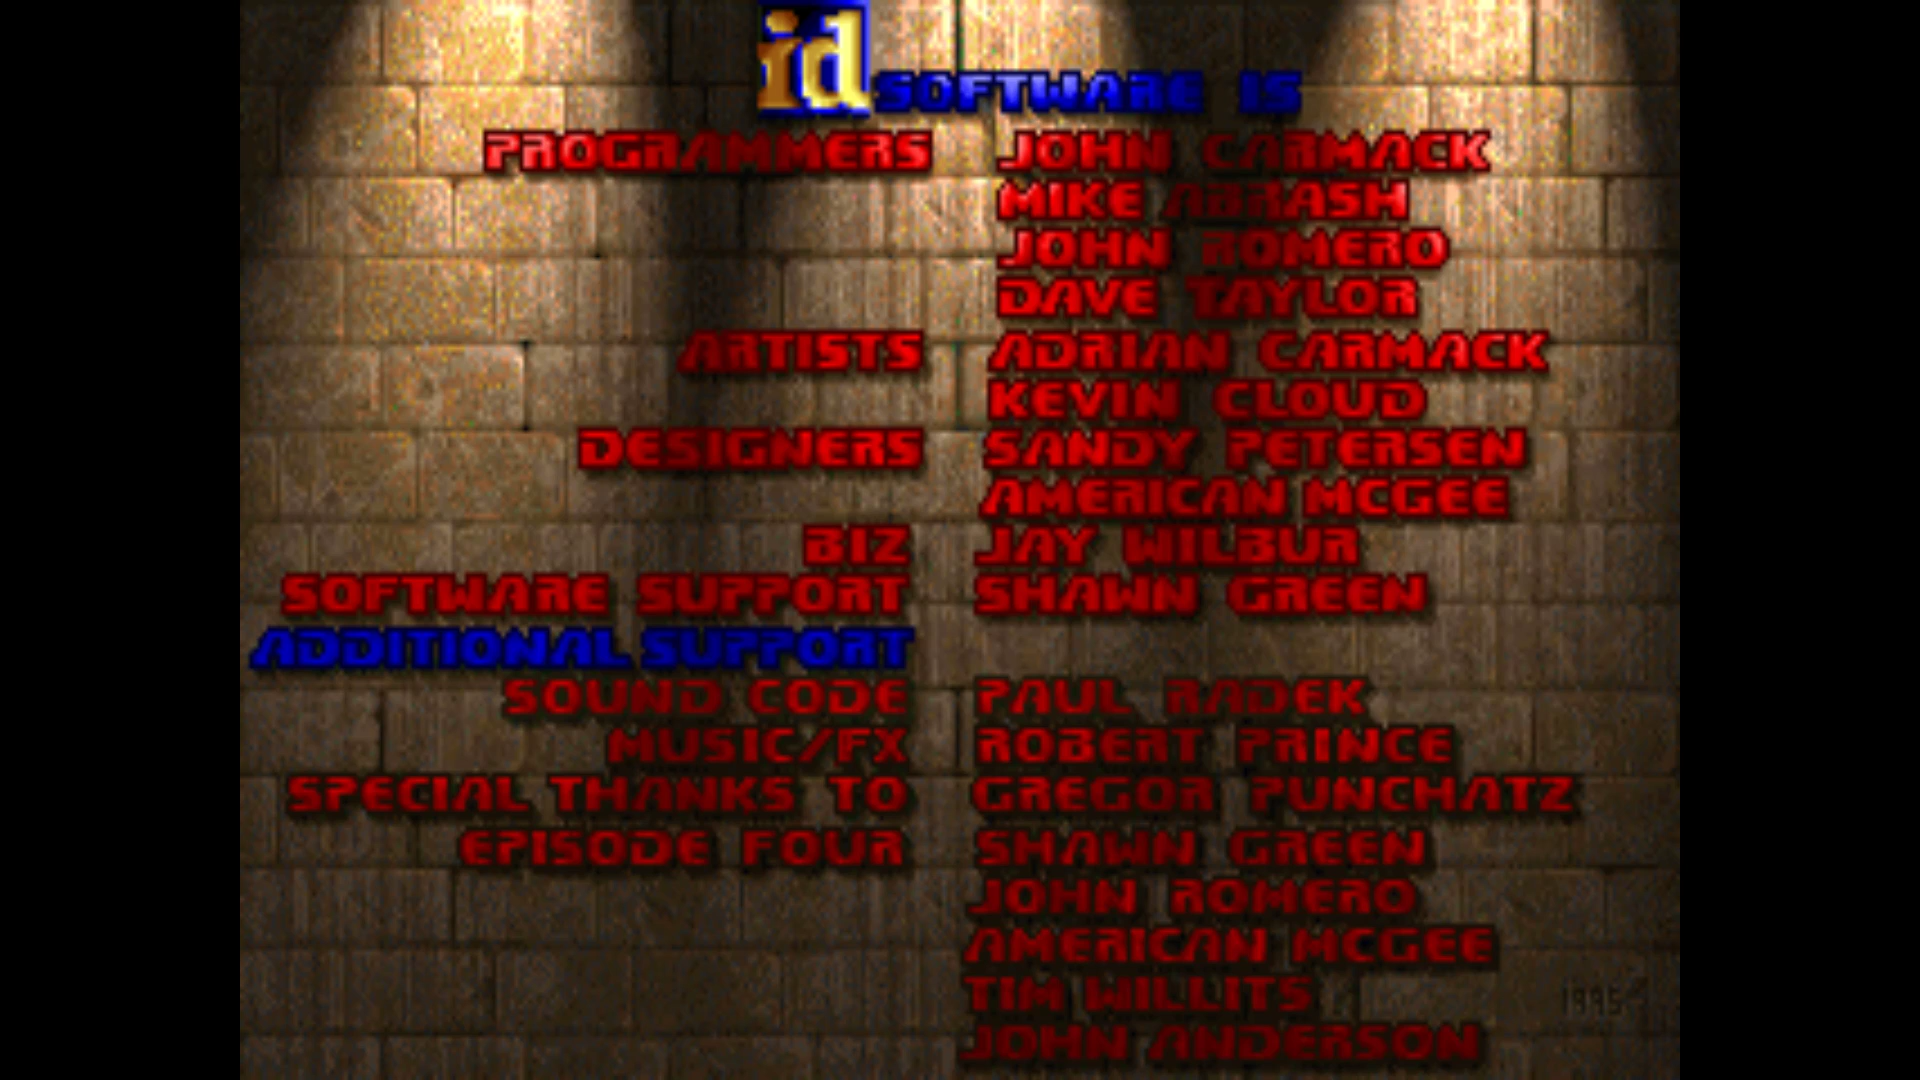 id SOFTWARE IS
PROGRAMMERS JOHN CARMACK
MIKE ABRASH
JOHN ROMERO
DAVE TAYLOR
ARTISTS ADRIAN CARMACK
KEVIN CLOUD
DESIGNERS SANDY PETERSEN
AMERICAN MCGEE
BIZ JAY WILBUR
SOFTWARE SUPPORT SHAWN GREEN
ADDITIONAL SUPPORT
SOUND CODE PAUL RADEK
MUSIC/FX ROBERT PRINCE
SPECIAL THANKS TO GREGOR PUNCHATZ
EPISODE FOUR SHAWN GREEN
JOHN ROMERO
AMERICAN MCGEE
TIM WILLITS
1995
JOHN ANDERSON